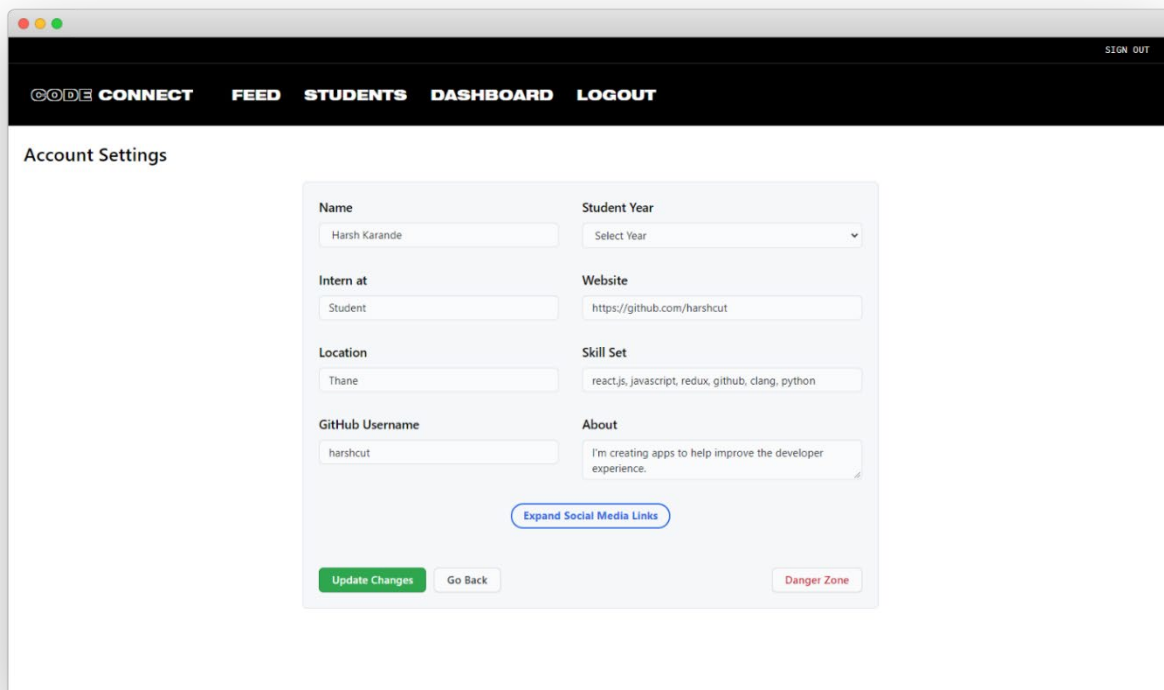 SIGN OUT
CODE CONNECT FEED STUDENTS DASHBOARD LOGOUT
Account Settings
Name
Harsh Karande
Student Year
Select Year
Intern at
Student
Website
https://github.com/harshcut
Location
Thane
Skill Set
react.js, javascript, redux, github, clang, python
GitHub Username
harshcut
About
I'm creating apps to help improve the developer
experience.
Expand Social Media Links
Update Changes
Go Back
Danger Zone